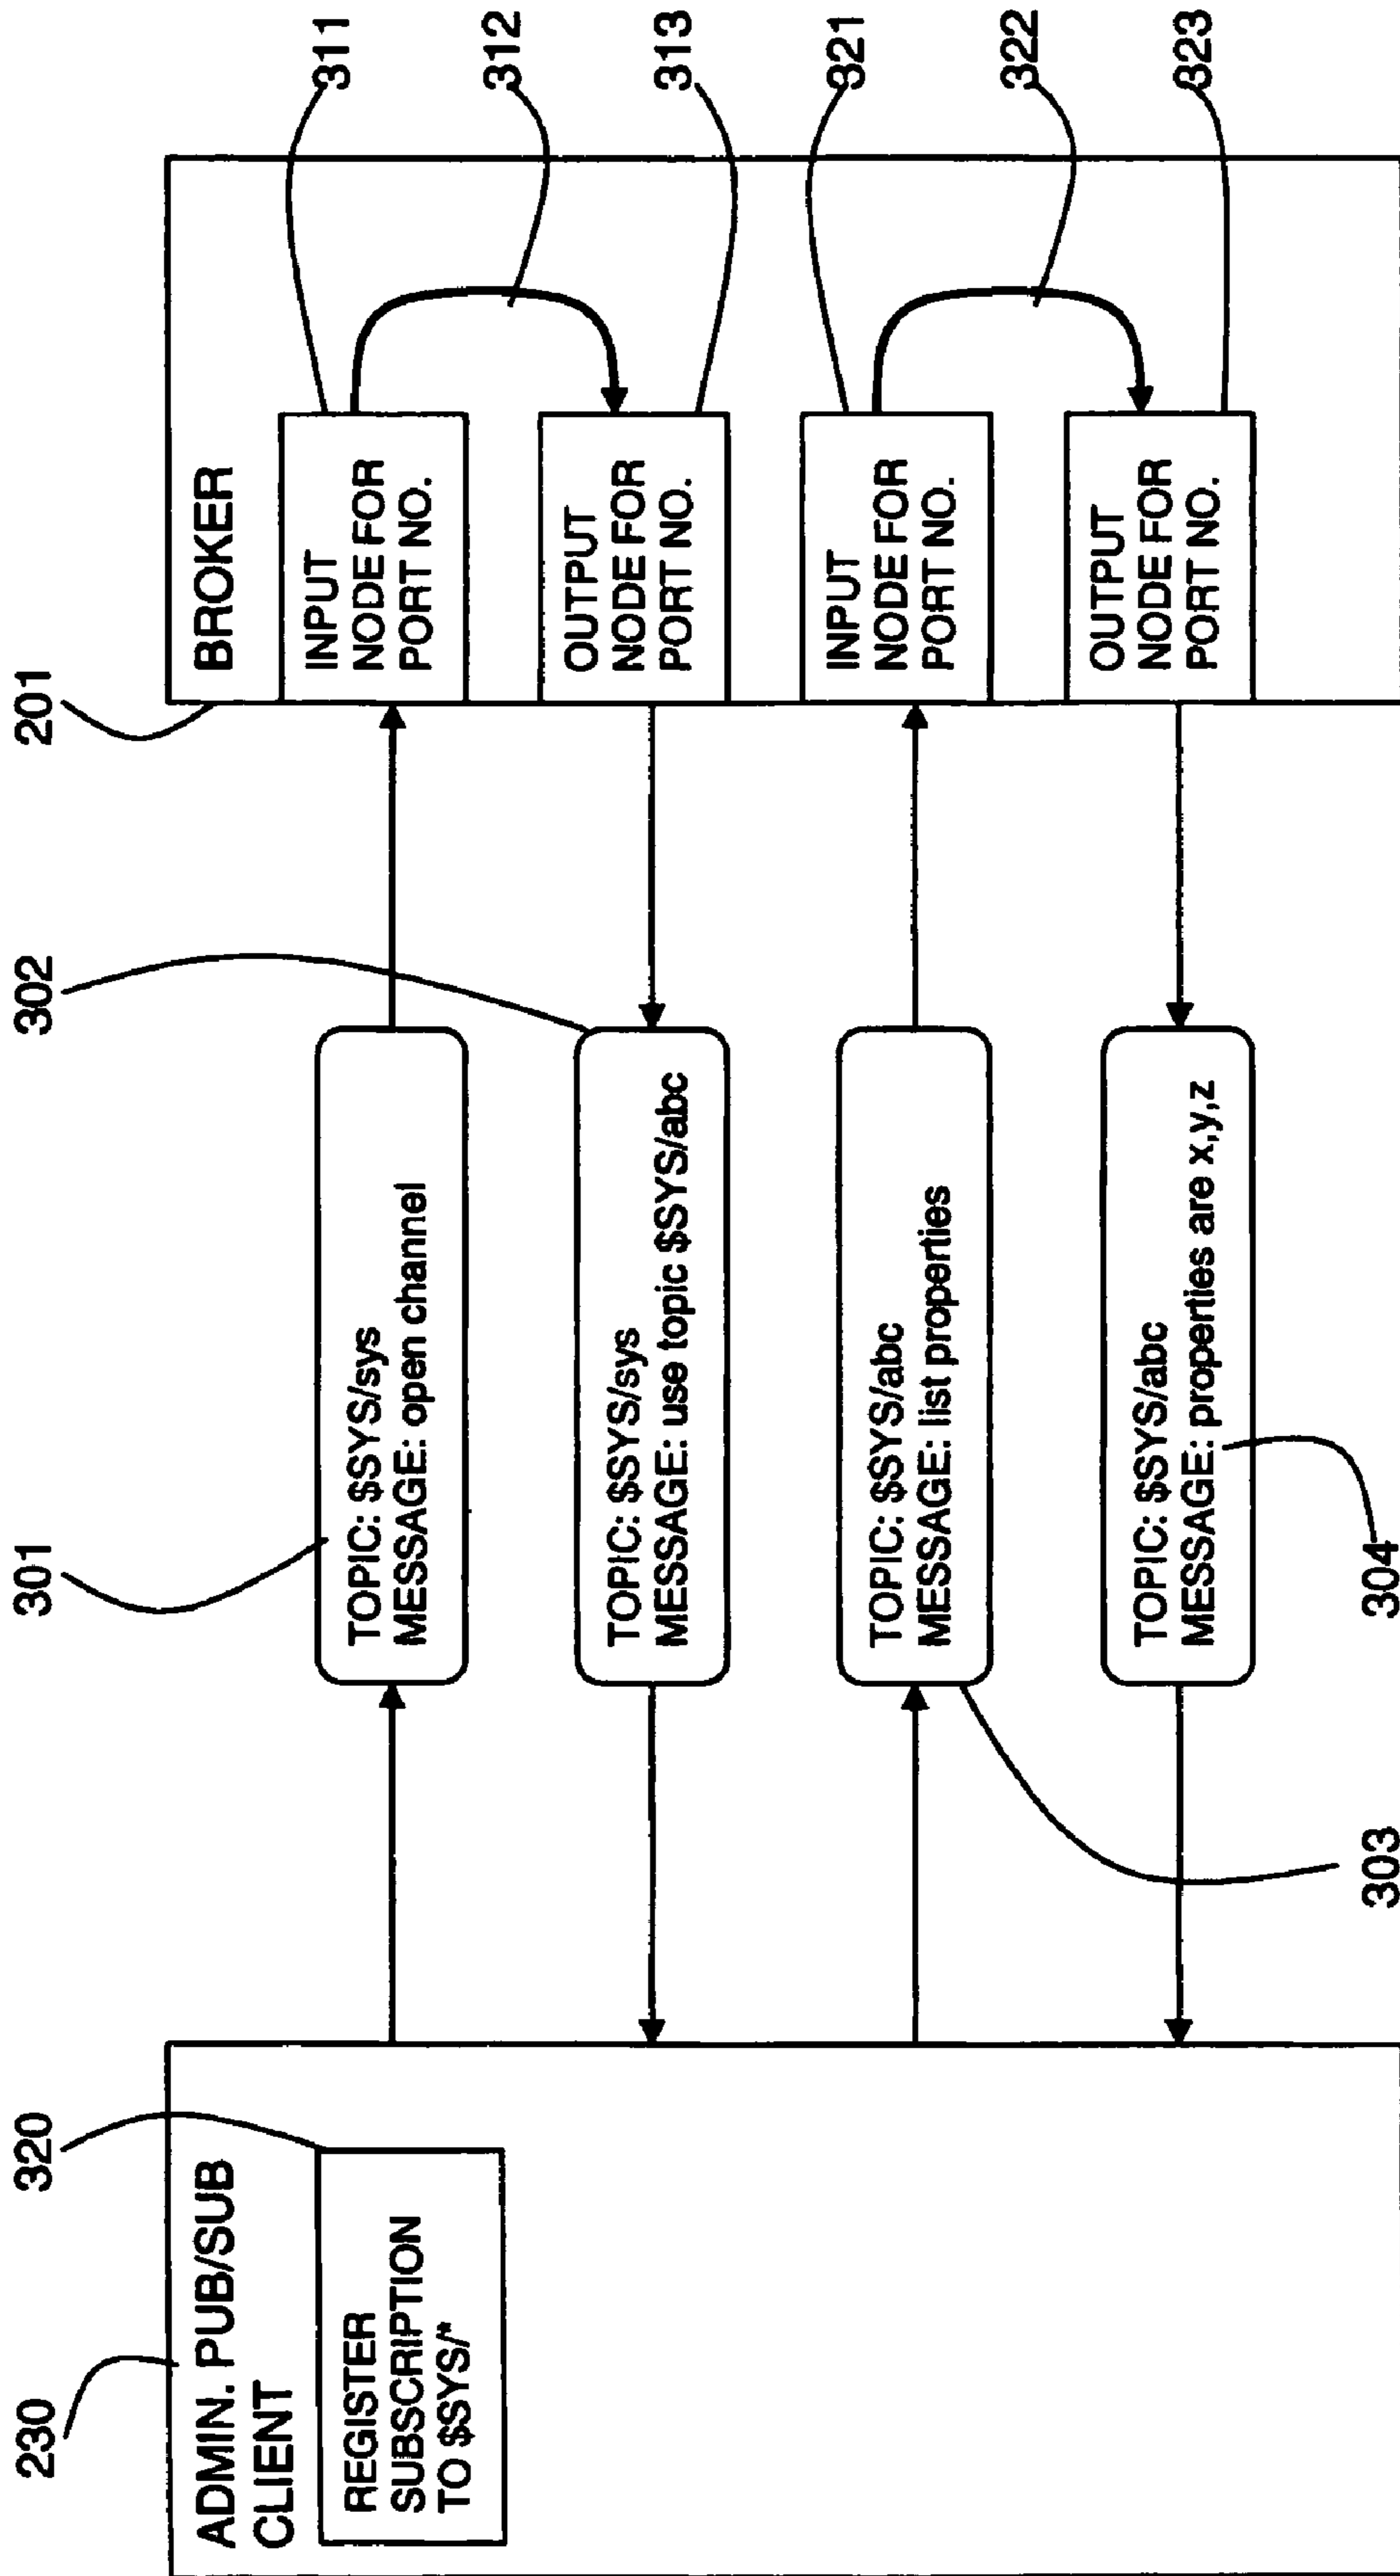 230
320
301
302
201
ADMIN. PUB/SUB
CLIENT
REGISTER
SUBSCRIPTION
TO $SYS/*
TOPIC: $SYS/sys
MESSAGE: open channel
TOPIC: $SYS/sys
MESSAGE: use topic $SYS/abc
TOPIC: $SYS/abc
MESSAGE: list properties
TOPIC: $SYS/abc
MESSAGE: properties are x,y,z
303
304
BROKER
INPUT
NODE FOR
PORT NO.
OUTPUT
NODE FOR
PORT NO.
INPUT
NODE FOR
PORT NO.
OUTPUT
NODE FOR
PORT NO.
311
312
313
321
322
323